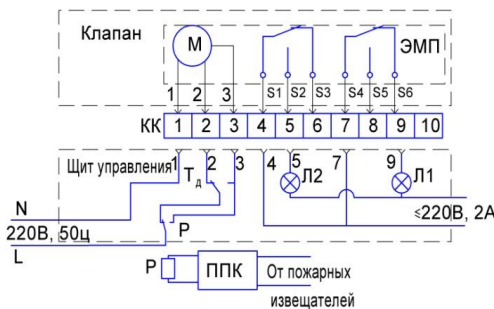 Клапан
М
ЭМП
1 2 3 S1 S2 S3 S4 S5 S6
КК 1 2 3 4 5 6 7 8 9 10
Щит управления 1 2 3 4 5 7 9
Тд Л2 Л1
N
220В, 50ц Р ≤220В, 2А
L
Р ППК От пожарных
извещателей